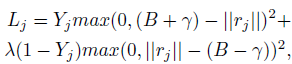 L_j = Y_j max(0, (B + γ) − ||r_j||)^2 +
λ(1 − Y_j) max(0, ||r_j|| − (B − γ))^2,